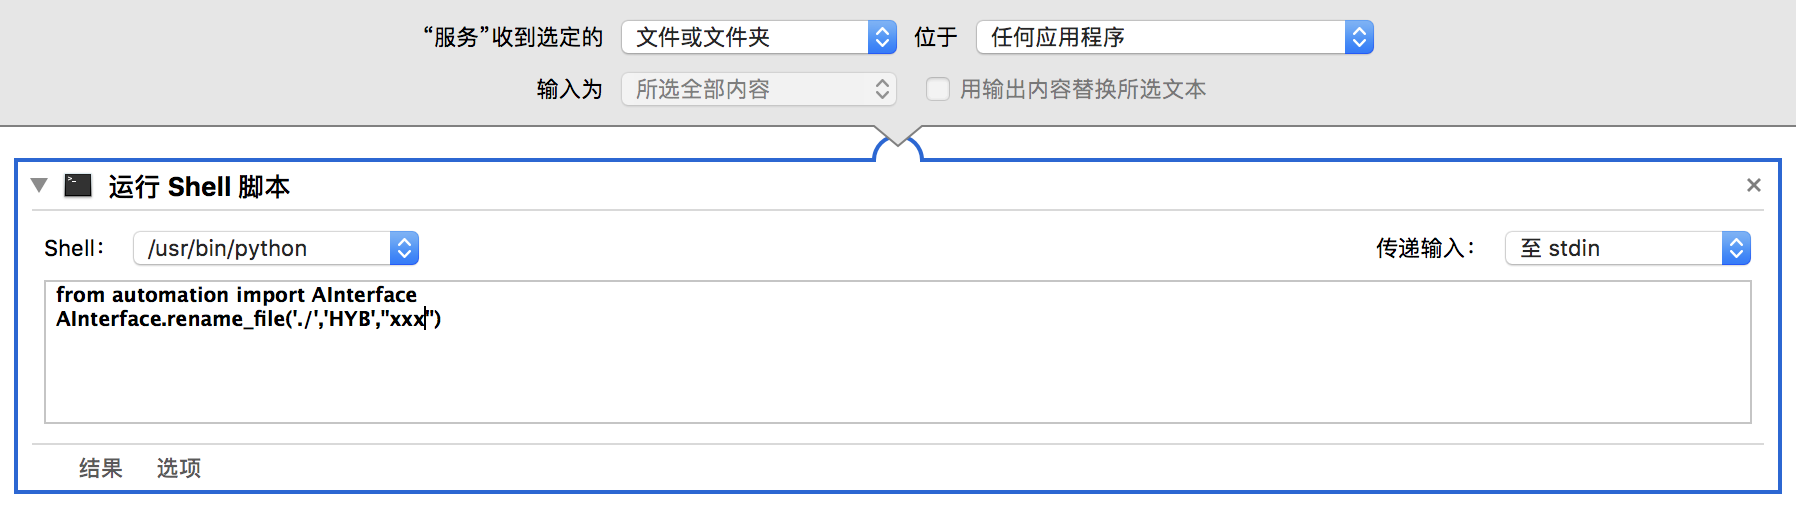 “服务”收到选定的 文件或文件夹 位于 任何应用程序
输入为 所选全部内容 用输出内容替换所选文本
运行 Shell 脚本
Shell： /usr/bin/python 传递输入： 至 stdin
from automation import AInterface
AInterface.rename_file('./','HYB',"xxx")
结果 选项